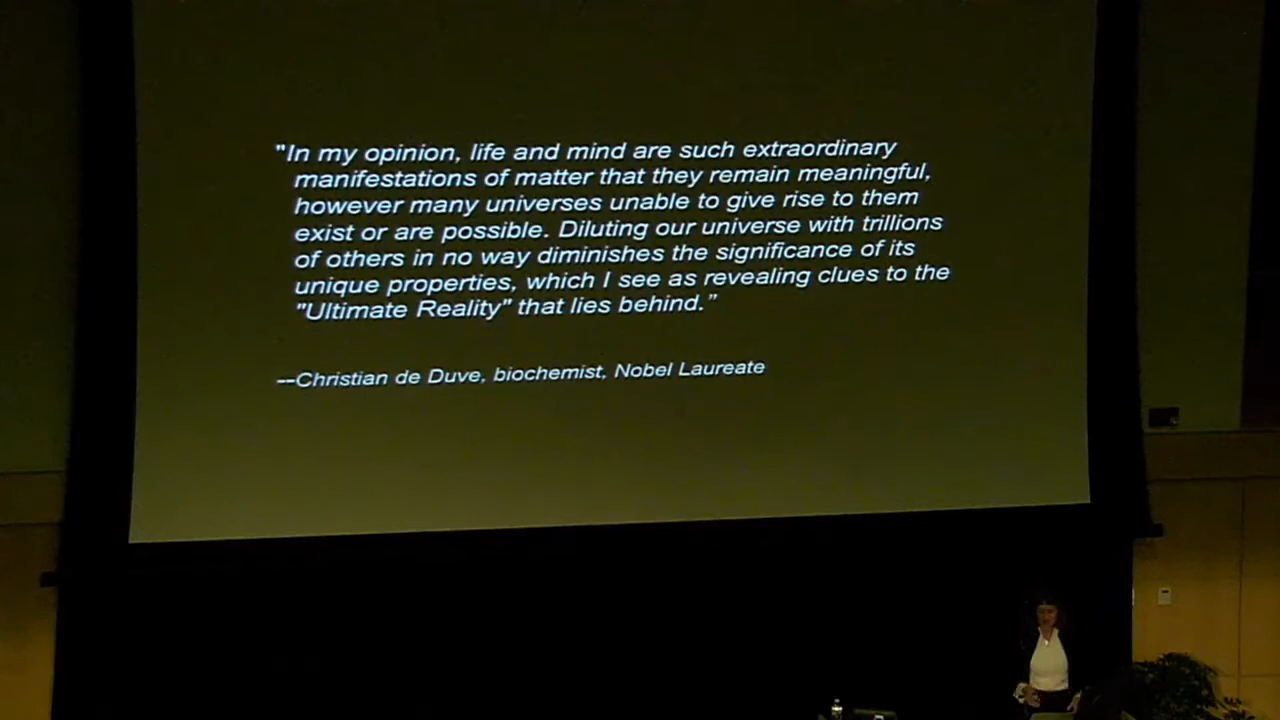 "In my opinion, life and mind are such extraordinary
manifestations of matter that they remain meaningful,
however many universes unable to give rise to them
exist or are possible. Diluting our universe with trillions
of others in no way diminishes the significance of its
unique properties, which I see as revealing clues to the
"Ultimate Reality" that lies behind.”
--Christian de Duve, biochemist, Nobel Laureate